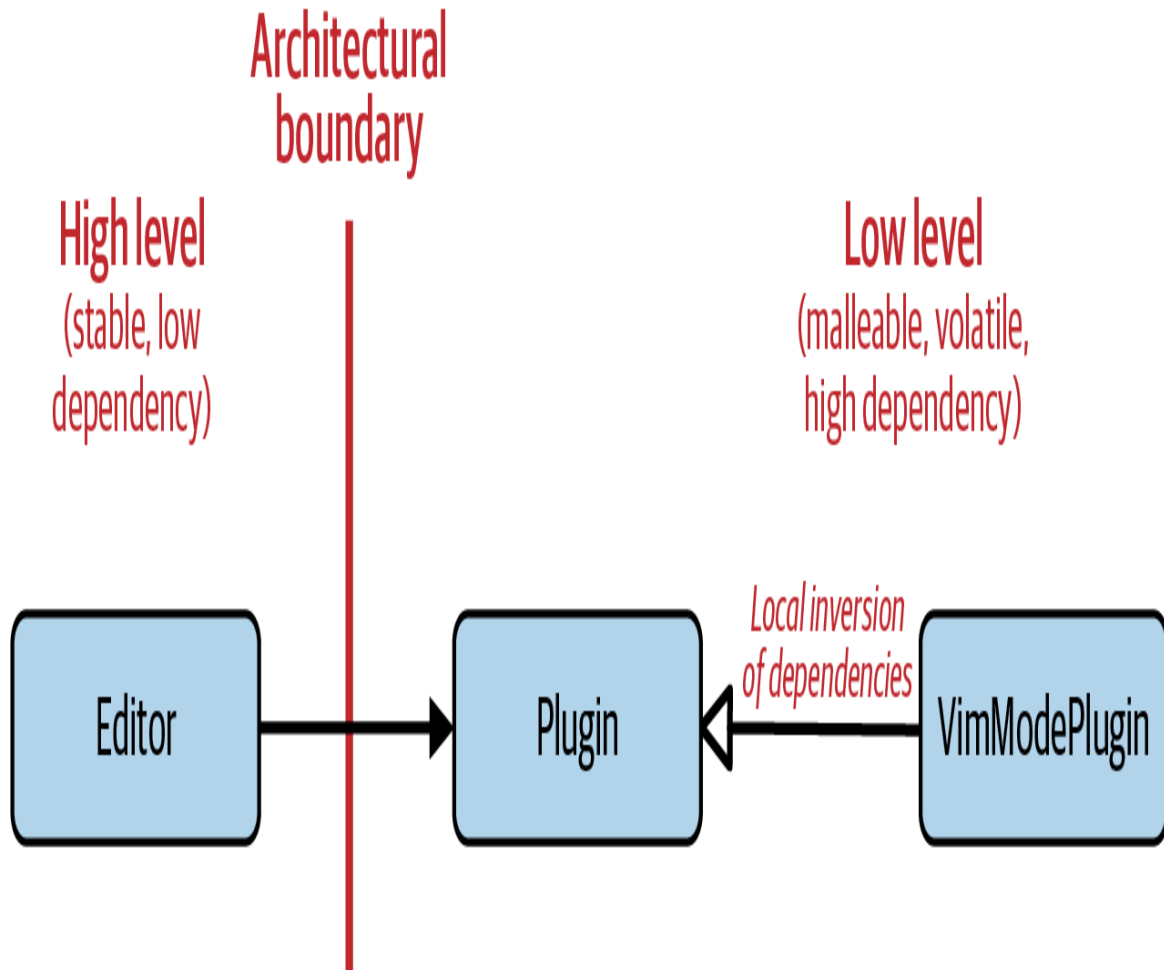 Architectural
boundary
High level
(stable, low
dependency)
Low level
(malleable, volatile,
high dependency)
Local inversion
of dependencies
Editor
Plugin
VimModePlugin